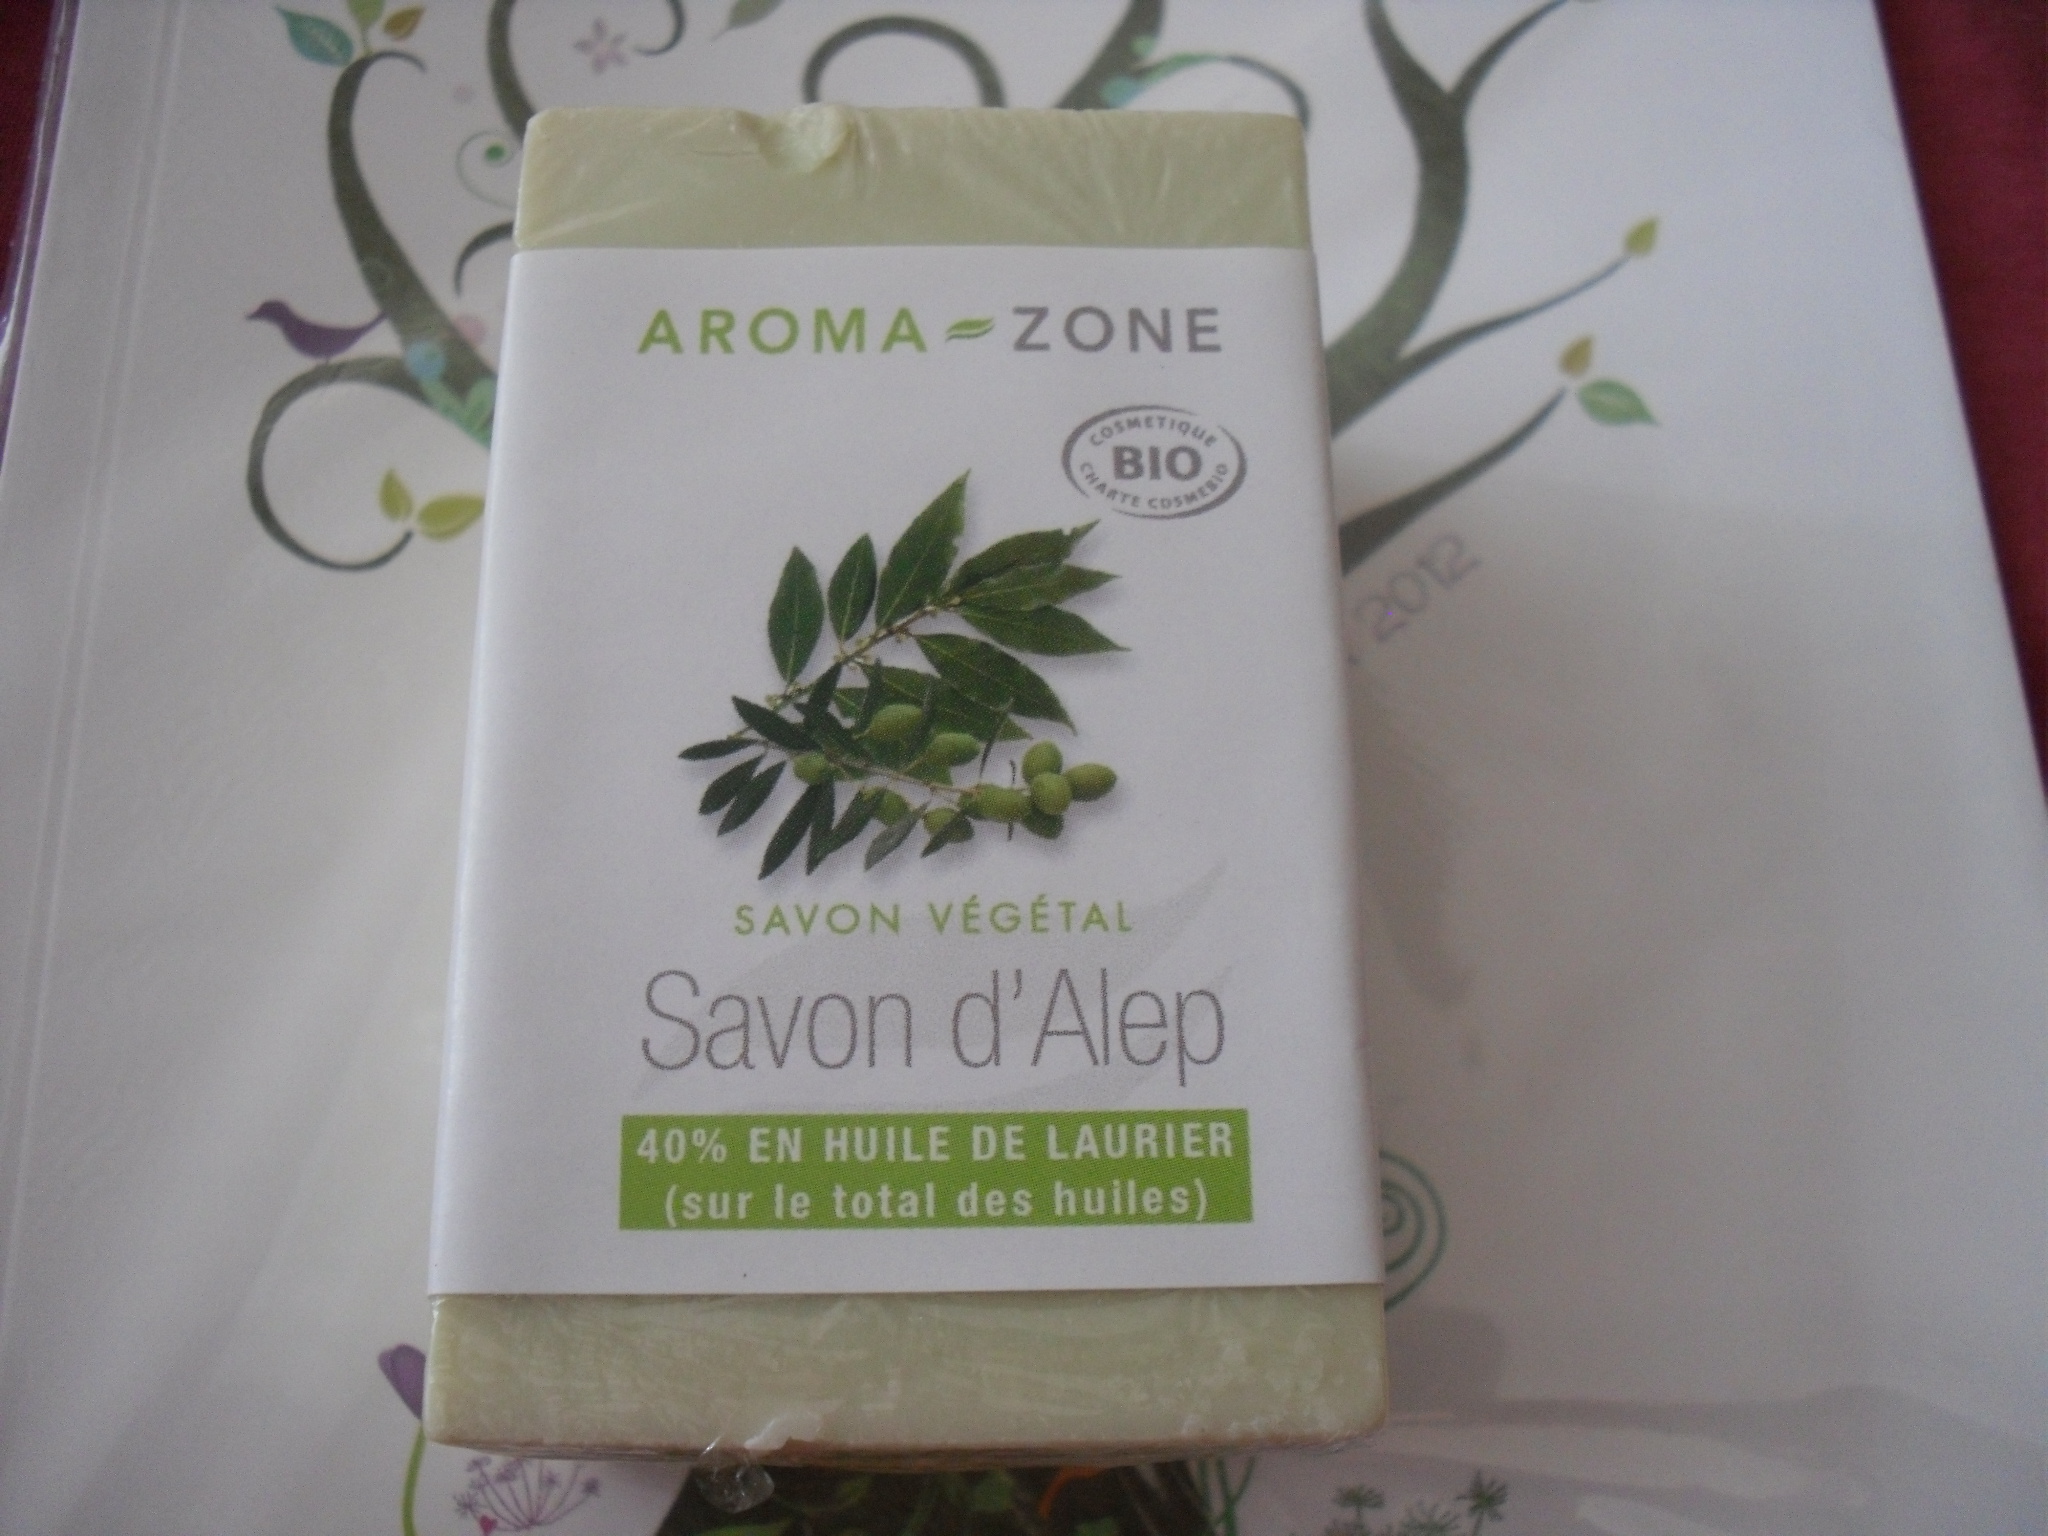 AROMA-ZONE
COSMETIQUE
BIO
CHARTE COSMEBIO
2012
SAVON VÉGÉTAL
Savon d'Alep
40% EN HUILE DE LAURIER
(sur le total des huiles)